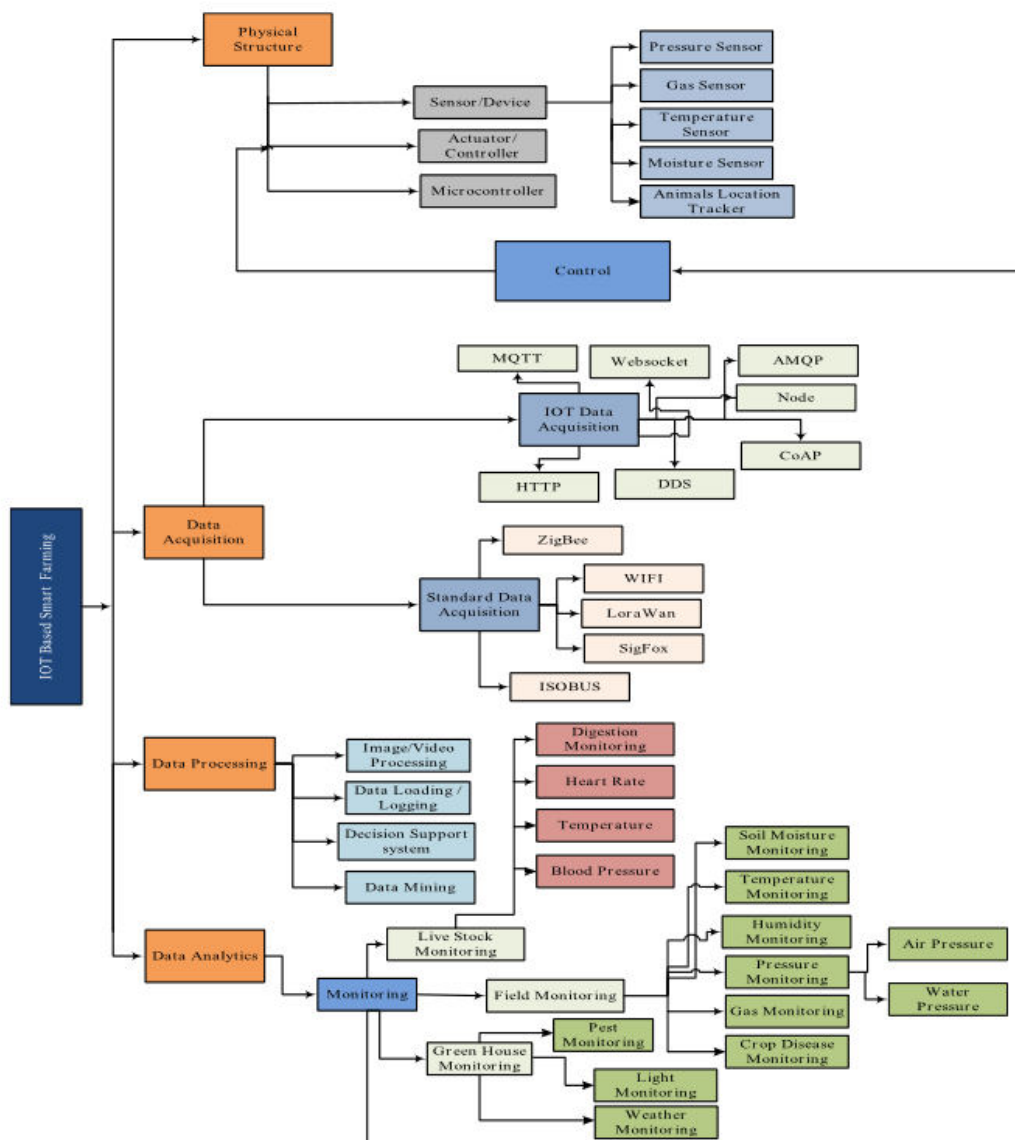 Physical
Structure
Pressure Sensor
Gas Sensor
Sensor/Device
Temperature
Sensor
Actuator/
Controller
Moisture Sensor
Microcontroller
Animals Location
Tracker
Control
MQTT
Websocket
AMQP
Node
IOT Data
Acquisition
CoAP
HTTP
DDS
Data
Acquisition
ZigBee
WIFI
Standard Data
Acquisition
LoraWan
SigFox
ISOBUS
IOT Based Smart Farming
Digestion
Monitoring
Data Processing
Image/Video
Processing
Heart Rate
Data Loading /
Logging
Temperature
Decision Support
system
Blood Pressure
Data Mining
Soil Moisture
Monitoring
Temperature
Monitoring
Live Stock
Monitoring
Humidity
Monitoring
Air Pressure
Data Analytics
Pressure
Monitoring
Monitoring
Field Monitoring
Water
Pressure
Gas Monitoring
Pest
Monitoring
Green House
Monitoring
Crop Disease
Monitoring
Light
Monitoring
Weather
Monitoring